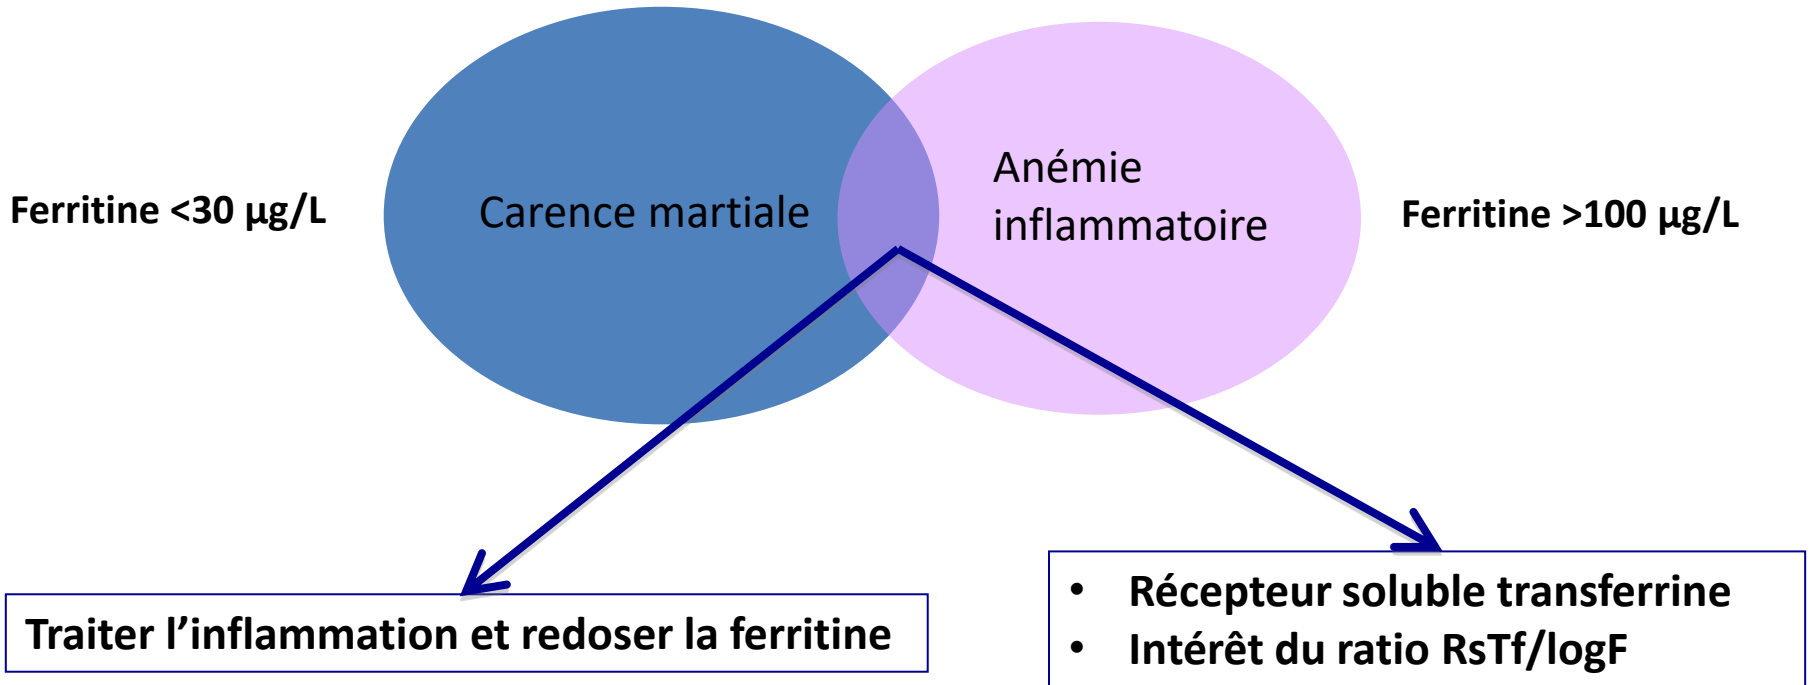 Ferritine <30 µg/L
Carence martiale
Anémie
inflammatoire
Ferritine >100 µg/L
Traiter l’inflammation et redoser la ferritine
• Récepteur soluble transferrine
• Intérêt du ratio RsTf/logF